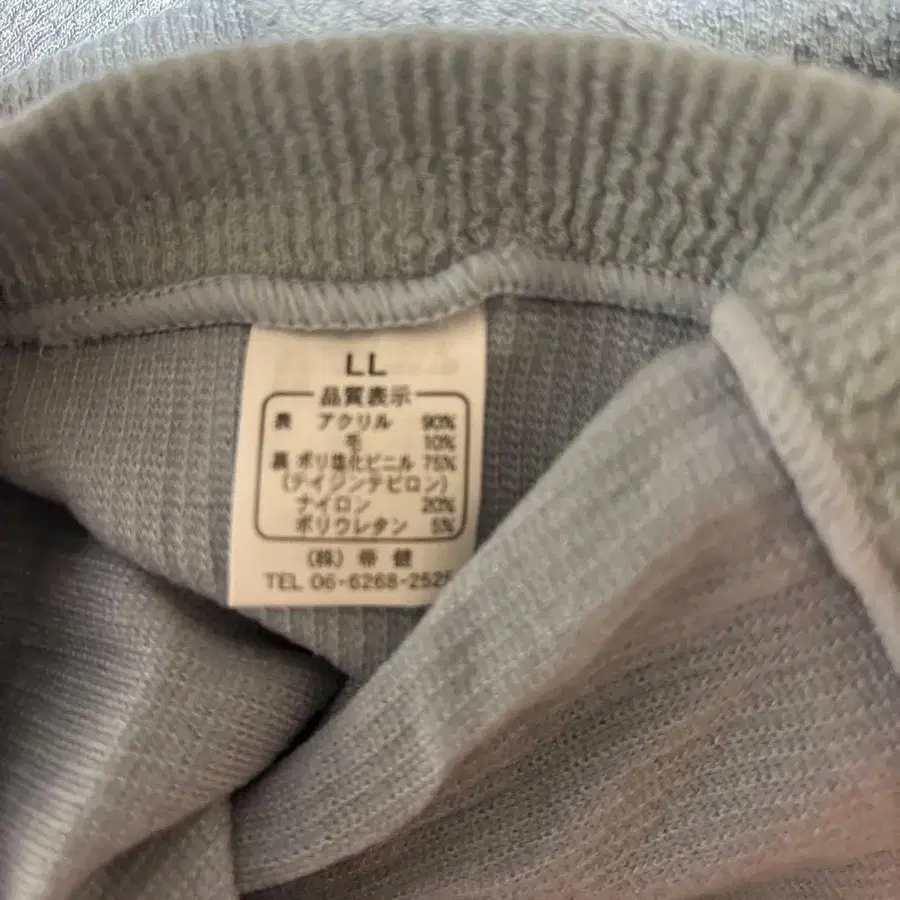 LL
品質表示
表 アクリル 90%
毛 10%
裏 ポリ塩化ビニル 75%
(テイジンテビロン)
ナイロン 20%
ポリウレタン 5%
(株) 帝健
TEL 06-6268-252